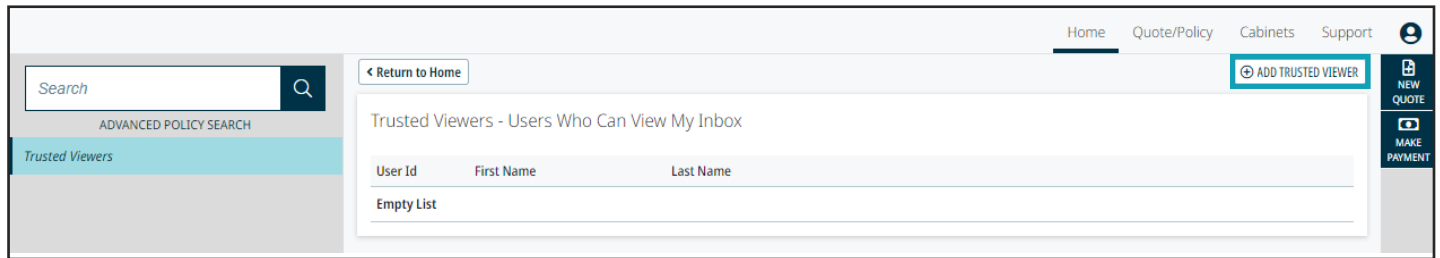 Home Quote/Policy Cabinets Support
Search
ADVANCED POLICY SEARCH
Trusted Viewers
Return to Home
ADD TRUSTED VIEWER
Trusted Viewers - Users Who Can View My Inbox
User Id First Name Last Name
Empty List
NEW
QUOTE
MAKE
PAYMENT